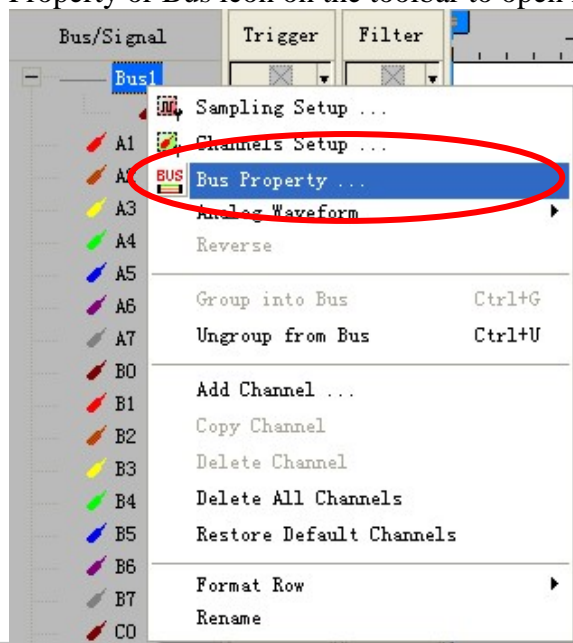 Bus/Signal Trigger Filter
Bus1
Sampling Setup ...
A1 Channels Setup ...
BUS Bus Property ...
A3 Analog Waveform
A4 Reverse
A5
A6 Group into Bus Ctrl+G
A7 Ungroup from Bus Ctrl+U
B0
B1 Add Channel ...
B2 Copy Channel
B3 Delete Channel
B4 Delete All Channels
B5 Restore Default Channels
B6
B7 Format Row
C0 Rename